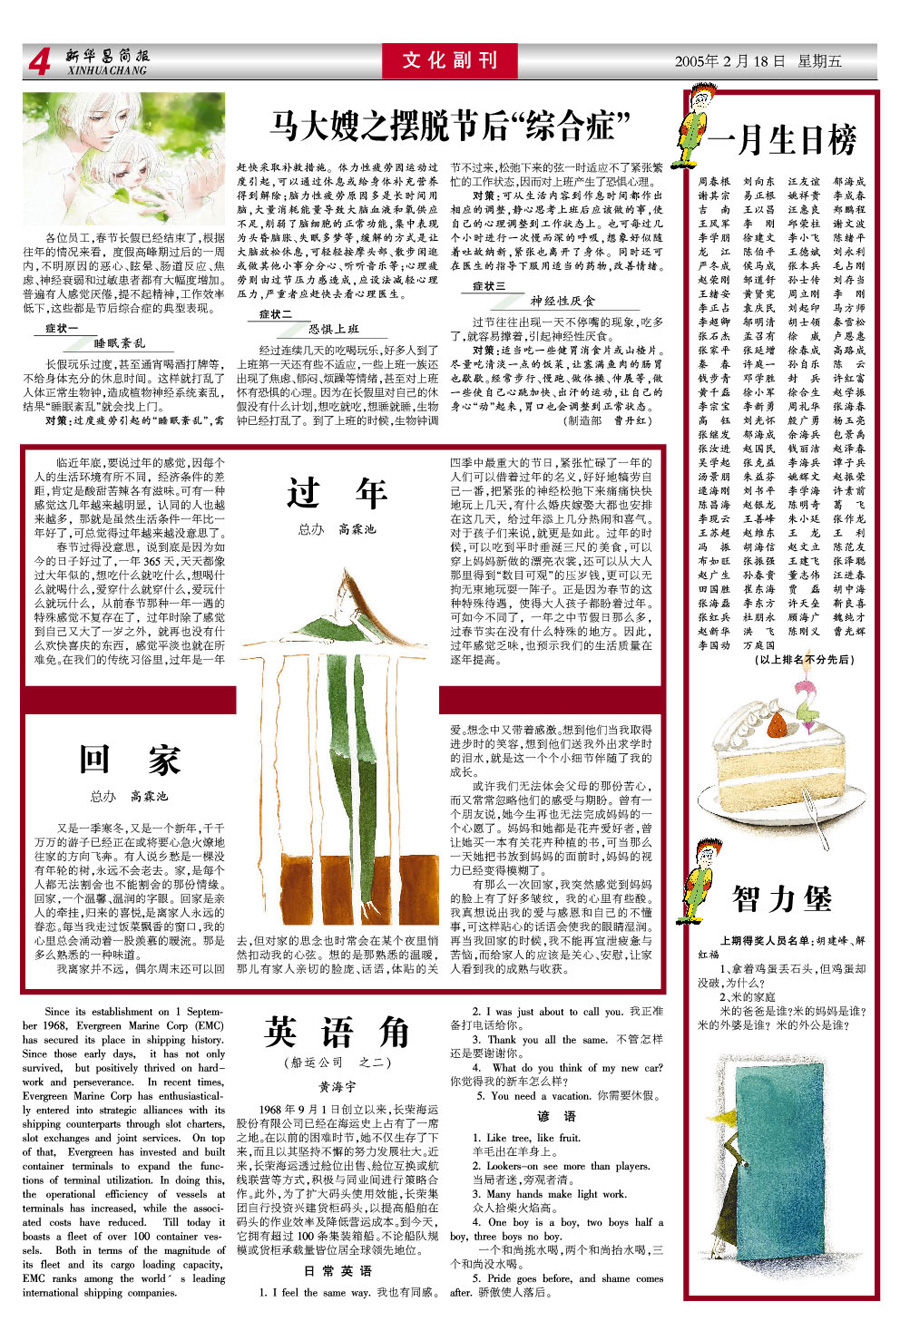 4
新华昌简报
XINHUACHANG
文化副刊
2005年 2 月 18 日 星期五
马大嫂之摆脱节后“综合症”
各位员工,春节长假已经结束了,根据
往年的情况来看，度假高峰期过后的一周
内,不明原因的恶心、眩晕、肠道反应、焦
虑、神经衰弱和过敏患者都有大幅度增加。
普遍有人感觉厌倦,提不起精神,工作效率
低下,这些都是节后综合症的典型表现。
症状一
睡眠紊乱
长假玩乐过度,甚至通宵喝酒打牌等,
不给身体充分的休息时间。这样就打乱了
人体正常生物钟,造成植物神经系统紊乱,
结果“睡眠紊乱”就会找上门。
对策:过度疲劳引起的“睡眠紊乱”,需
赶快采取补救措施。体力性疲劳因运动过
度引起,可以通过休息或给身体补充营养
得到解除;脑力性疲劳原因多是长时间用
脑,大量消耗能量导致大脑血液和氧供应
不足,削弱了脑细胞的正常功能,集中表现
为头昏脑胀、失眠多梦等,缓解的方式是让
大脑放松休息,可轻轻按摩头部、散步闲逛
或做其他小事分分心、听听音乐等;心理疲
劳则由过节压力感造成,应设法减轻心理
压力,严重者应赶快去看心理医生。
症状二
恐惧上班
经过连续几天的吃喝玩乐,好多人到了
上班第一天还有些不适应,一些上班一族还
出现了焦虑、郁闷、烦躁等情绪,甚至对上班
怀有恐惧的心理。因为在长假里对自己的休
假没有什么计划,想吃就吃,想睡就睡,生物
钟已经打乱了。到了上班的时候,生物钟调
节不过来,松弛下来的弦一时适应不了紧张繁
忙的工作状态,因而对上班产生了恐惧心理。
对策:可从生活内容到作息时间都作出
相应的调整,静心思考上班后应该做的事,使
自己的心理调整到工作状态上。也可每过几
个小时进行一次慢而深的呼吸,想象好似随
着吐故纳新,紧张也离开了身体。同时还可
在医生的指导下服用适当的药物,改善情绪。
症状三
神经性厌食
过节往往出现一天不停嘴的现象,吃多
了,就容易撑着,引起神经性厌食。
对策:适当吃一些健胃消食片或山楂片。
尽量吃清淡一点的饭菜,让塞满鱼肉的肠胃
也歇歇。经常步行、慢跑、做体操、伸展等,做
一些使自己心跳加快、出汗的运动,让自己的
身心“动”起来,胃口也会调整到正常状态。
(制造部 曹丹红)
过 年
总办 高霖池
临近年底,要说过年的感觉,因每个
人的生活环境有所不同，经济条件的差
距,肯定是酸甜苦辣各有滋味。可有一种
感觉这几年越来越明显，认同的人也越
来越多，那就是虽然生活条件一年比一
年好了,可总觉得过年越来越没意思了。
春节过得没意思，说到底是因为如
今的日子好过了,一年 365 天,天天都像
过大年似的,想吃什么就吃什么,想喝什
么就喝什么,爱穿什么就穿什么,爱玩什
么就玩什么，从前春节那种一年一遇的
特殊感觉不复存在了，过年时除了感觉
到自己又大了一岁之外，就再也没有什
么欢快喜庆的东西，感觉平淡也就在所
难免。在我们的传统习俗里,过年是一年
四季中最重大的节日,紧张忙碌了一年的
人们可以借着过年的名义,好好地犒劳自
己一番,把紧张的神经松弛下来痛痛快快
地玩上几天,有什么婚庆嫁娶大都也安排
在这几天，给过年添上几分热闹和喜气。
对于孩子们来说,就更是如此。过年的时
候,可以吃到平时垂涎三尺的美食,可以
穿上妈妈新做的漂亮衣裳,还可以从大人
那里得到“数目可观”的压岁钱,更可以无
拘无束地玩耍一阵子。正是因为春节的这
种特殊待遇，使得大人孩子都盼着过年。
可如今不同了，一年之中节假日那么多，
过春节实在没有什么特殊的地方。因此，
过年感觉乏味,也预示我们的生活质量在
逐年提高。
回 家
总办 高霖池
又是一季寒冬,又是一个新年,千千
万万的游子已经正在或将要心急火燎地
往家的方向飞奔。有人说乡愁是一棵没
有年轮的树,永远不会老去。家,是每个
人都无法割舍也不能割舍的那份情缘。
回家,一个温馨、温润的字眼。回家是亲
人的牵挂,归来的喜悦,是离家人永远的
眷恋。每当我走过饭菜飘香的窗口,我的
心里总会涌动着一股羡慕的暖流。那是
多么熟悉的一种味道。
我离家并不远，偶尔周末还可以回
去,但对家的思念也时常会在某个夜里悄
然扣动我的心弦。想的是那熟悉的温暖，
那儿有家人亲切的脸庞、话语,体贴的关
爱。想念中又带着感激。想到他们当我取得
进步时的笑容,想到他们送我外出求学时
的泪水,就是这一个个小细节伴随了我的
成长。
或许我们无法体会父母的那份苦心，
而又常常忽略他们的感受与期盼。曾有一
个朋友说,她今生再也无法完成妈妈的一
个心愿了。妈妈和她都是花卉爱好者,曾
让她买一本有关花卉种植的书,可当那么
一天她把书放到妈妈的面前时,妈妈的视
力已经变得模糊了。
有那么一次回家,我突然感觉到妈妈
的脸上有了好多皱纹，我的心里有些酸。
我真想说出我的爱与感恩和自己的不懂
事,可这样贴心的话语会使我的眼睛湿润。
再当我回家的时候,我不能再宣泄疲惫与
苦恼,而给家人的应该是关心、安慰,让家
人看到我的成熟与收获。
Since its establishment on 1 Septem-
ber 1968, Evergreen Marine Corp (EMC)
has secured its place in shipping history.
Since those early days, it has not only
survived, but positively thrived on hard-
work and perseverance. In recent times,
Evergreen Marine Corp has enthusiastical-
ly entered into strategic alliances with its
shipping counterparts through slot charters,
slot exchanges and joint services. On top
of that, Evergreen has invested and built
container terminals to expand the func-
tions of terminal utilization. In doing this,
the operational efficiency of vessels at
terminals has increased, while the associ-
ated costs have reduced. Till today it
boasts a fleet of over 100 container ves-
sels. Both in terms of the magnitude of
its fleet and its cargo loading capacity,
EMC ranks among the world´s leading
international shipping companies.
英 语 角
(船运公司 之二)
黄海宇
1968 年 9 月 1 日创立以来,长荣海运
股份有限公司已经在海运史上占有了一席
之地。在以前的困难时节,她不仅生存了下
来,而且以其坚持不懈的努力发展壮大。近
来,长荣海运透过舱位出售、舱位互换或航
线联营等方式,积极与同业间进行策略合
作。此外,为了扩大码头使用效能,长荣集
团自行投资兴建货柜码头,以提高船舶在
码头的作业效率及降低营运成本。到今天,
它拥有超过 100 条集装箱船。不论船队规
模或货柜承载量皆位居全球领先地位。
日 常 英 语
1. I feel the same way. 我也有同感。
2. I was just about to call you. 我正准
备打电话给你。
3. Thank you all the same. 不管怎样
还是要谢谢你。
4. What do you think of my new car?
你觉得我的新车怎么样?
5. You need a vacation. 你需要休假。
谚 语
1. Like tree, like fruit.
羊毛出在羊身上。
2. Lookers-on see more than players.
当局者迷,旁观者清。
3. Many hands make light work.
众人拾柴火焰高。
4. One boy is a boy, two boys half a
boy, three boys no boy.
一个和尚挑水喝,两个和尚抬水喝,三
个和尚没水喝。
5. Pride goes before, and shame comes
after. 骄傲使人落后。
一月生日榜
周春根 刘向东 汪友谊 郁海成
谢其宗 易正根 姚祥贵 李成春
吉 南 王以昌 汪惠良 郑鹏程
王凤军 李 刚 邱荣社 谢文波
李学朋 徐建文 李小飞 陈绪平
龙 江 陈伯平 王德斌 刘永利
严冬成 侯马成 张本兵 毛占刚
赵荣刚 邹道钎 孙士传 刘存当
王绪安 黄贤宪 周立刚 李 刚
李正占 袁庆民 刘起印 马方师
李超卿 邬明清 胡士领 秦雪松
张石杰 孟召有 徐 威 卢恩惠
张家平 张延增 徐春成 高路成
秦 春 许庭一 孙自乐 陈 云
钱步青 邓学胜 封 兵 许红富
黄千磊 徐小军 徐合生 赵学振
李宗宝 李新勇 周礼华 张海春
高 钰 刘光怀 殷广勇 杨玉亮
张继发 郁海成 余海兵 包景禹
张汝进 赵国民 钱丽洁 赵泽春
吴学起 张克益 李海兵 谭子兵
汤景朋 朱益芬 姚辉文 赵振荣
逮海刚 刘书平 李学海 许素前
陈昌海 赵银龙 陈明奇 葛 飞
李现云 王善峰 朱小廷 张作龙
王苏超 赵维东 王 龙 王 利
冯 振 胡海信 赵文立 陈范友
布如旺 张振强 王建飞 张泽聪
赵广生 孙春贵 董志伟 汪进春
田国胜 崔东海 贾 磊 胡中海
张海磊 李东方 许天垒 靳良喜
张红兵 杜朋永 顾海广 魏纯才
赵新华 洪 飞 陈刚义 曹光辉
李国动 万庭国
(以上排名不分先后)
智 力 堡
上期得奖人员名单:胡建峰、解
红福
1、拿着鸡蛋丢石头,但鸡蛋却
没破,为什么?
2、米的家庭
米的爸爸是谁?米的妈妈是谁?
米的外婆是谁? 米的外公是谁?